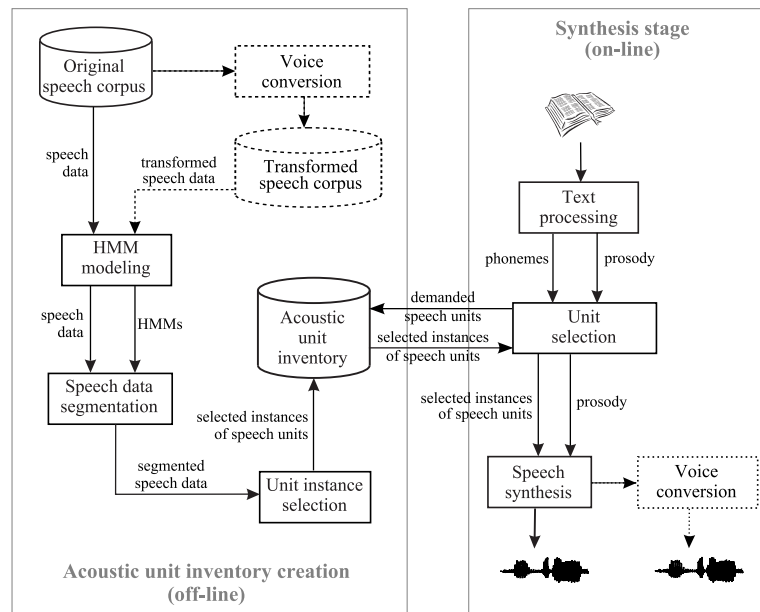 Original
speech corpus
Voice
conversion
speech
data
transformed
speech data
Transformed
speech corpus
HMM
modeling
speech
data
HMMs
Speech data
segmentation
segmented
speech data
Unit instance
selection
selected instances
of speech units
Acoustic
unit
inventory
Acoustic unit inventory creation
(off-line)
Synthesis stage
(on-line)
Text
processing
phonemes
prosody
demanded
speech units
selected instances
of speech units
Unit
selection
selected instances
of speech units
prosody
Speech
synthesis
Voice
conversion